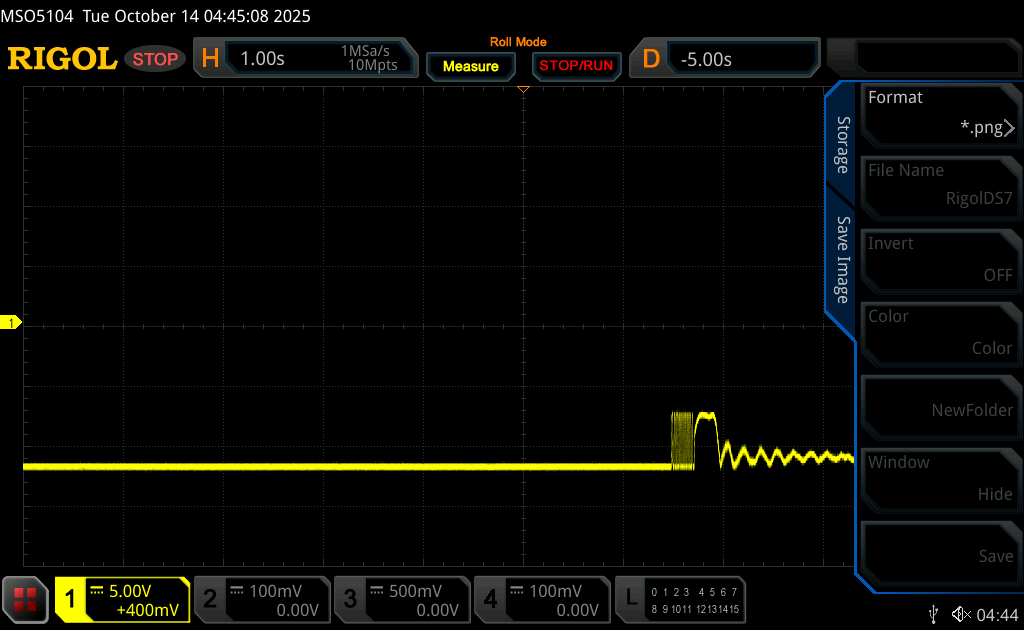 MSO5104 Tue October 14 04:45:08 2025
RIGOL STOP H 1.00s 1MSa/s 10Mpts Roll Mode Measure STOP/RUN D -5.00s
Storage
Save Image
Format
*.png
File Name
RigolDS7
Invert
OFF
Color
Color
NewFolder
Window
Hide
Save
1
1 5.00V +400mV
2 100mV 0.00V
3 500mV 0.00V
4 100mV 0.00V
L 0 1 2 3 4 5 6 7
8 9 10 11 12 13 14 15
04:44